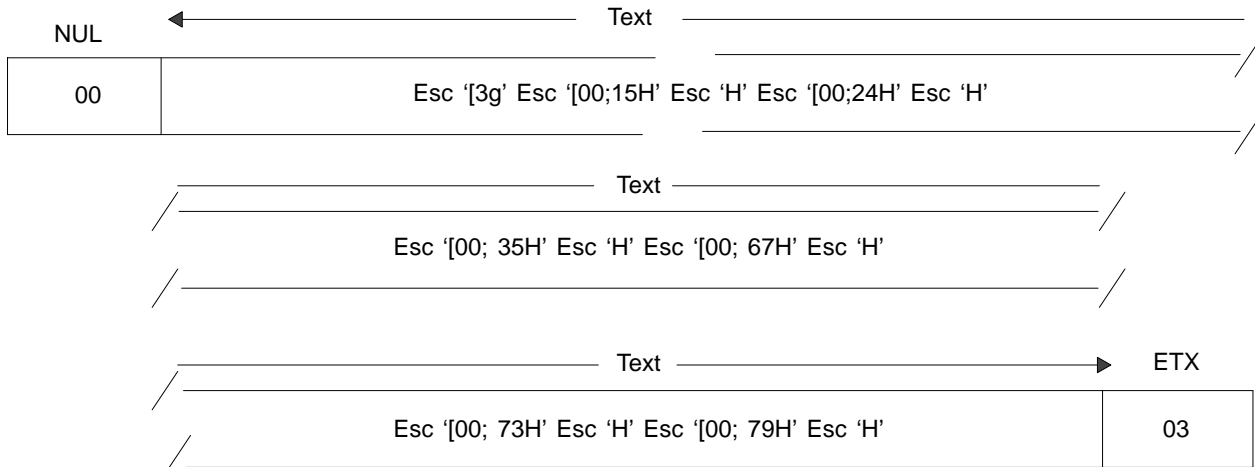 Text
NUL
00
Esc ‘[3g’ Esc ‘[00;15H’ Esc ‘H’ Esc ‘[00;24H’ Esc ‘H’
Text
Esc ‘[00; 35H’ Esc ‘H’ Esc ‘[00; 67H’ Esc ‘H’
Text
ETX
Esc ‘[00; 73H’ Esc ‘H’ Esc ‘[00; 79H’ Esc ‘H’
03